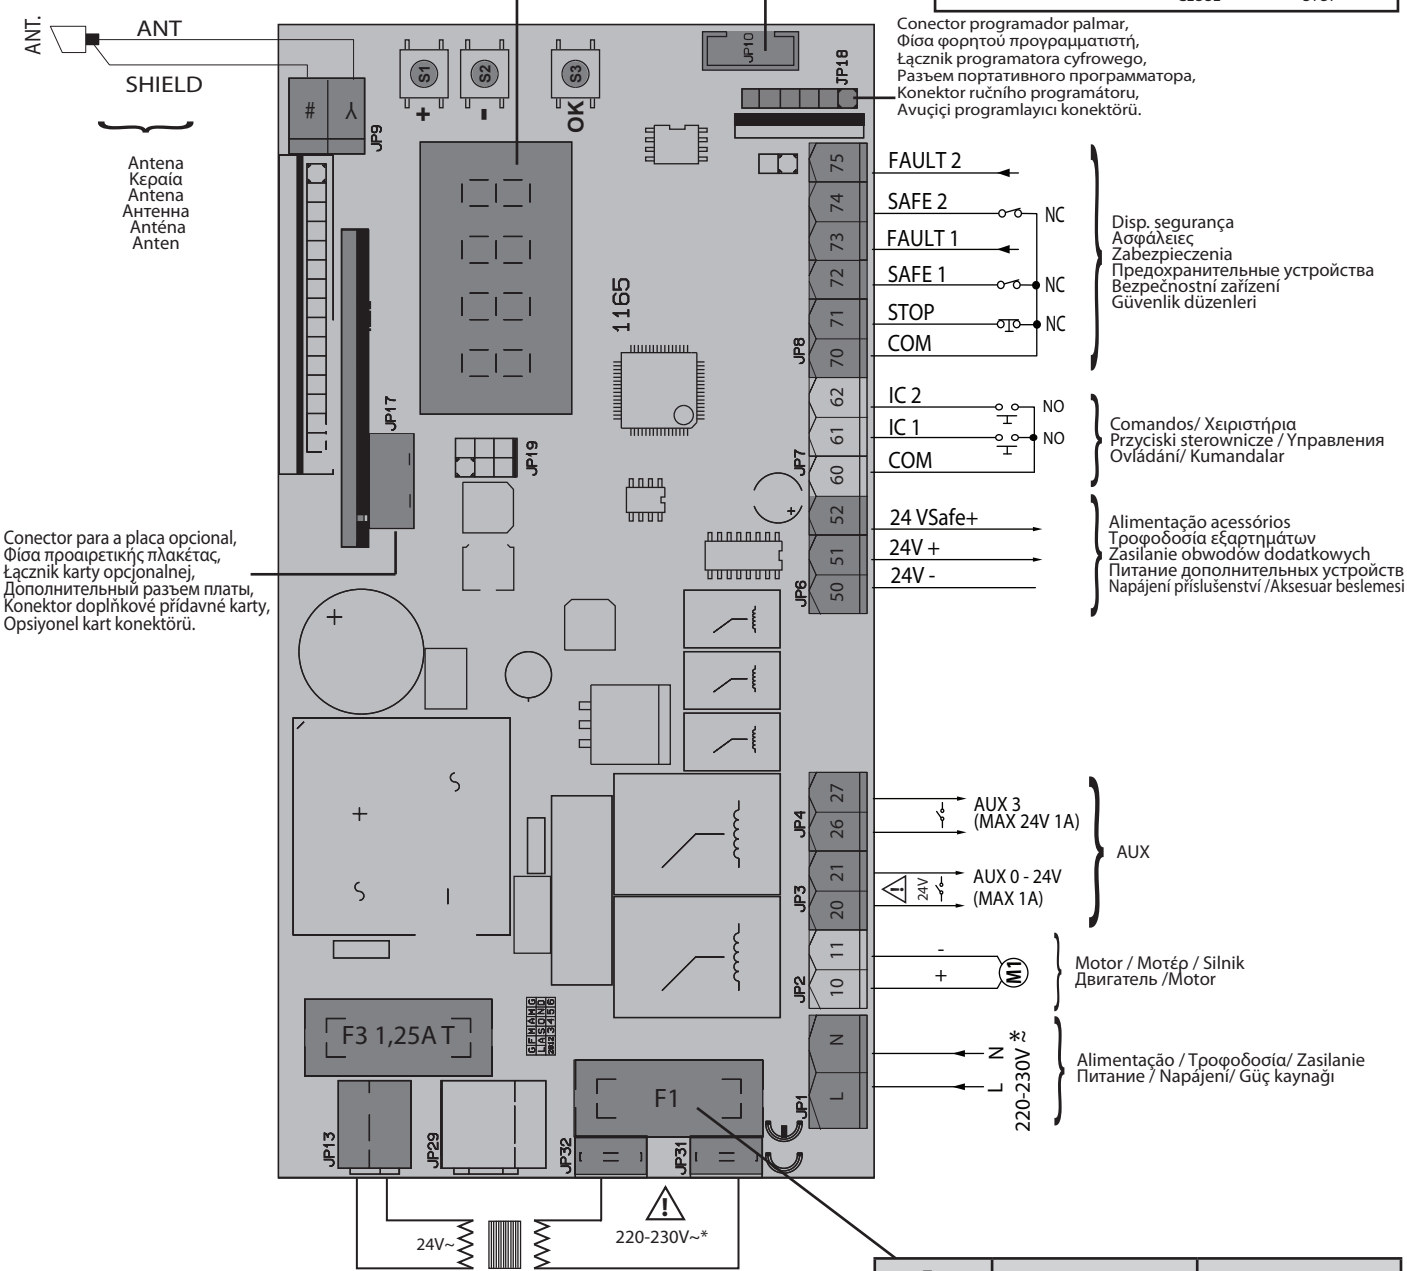 ANT.
ANT
SHIELD
Antena
Κεραία
Antena
Антенна
Anténa
Anten
#
Y
JP9
S1
S2
S3
+
-
OK
JP10
JP18
Conector programador palmar,
Φίσα φορητού προγραμματιστή,
Łącznik programatora cyfrowego,
Разъем портативного программатора,
Konektor ručního programátoru,
Avuçiçi programlayıcı konektörü.
75
74
73
72
71
70
JP8
FAULT 2
SAFE 2
FAULT 1
SAFE 1
STOP
COM
NC
NC
NC
Disp. segurança
Ασφάλειες
Zabezpieczenia
Предохранительные устройства
Bezpečnostní zařízení
Güvenlik düzenleri
1165
JP17
JP19
62
61
60
JP7
IC 2
IC 1
COM
NO
NO
Comandos/ Χειριστήρια
Przyciski sterownicze / Управления
Ovládání/ Kumandalar
52
51
50
JP6
24 VSafe+
24V +
24V -
Alimentação acessórios
Τροφοδοσία εξαρτημάτων
Zasilanie obwodów dodatkowych
Питание дополнительных устройств
Napájení příslušenství /Aksesuar beslemesi
Conector para a placa opcional,
Φίσα προαιρετικής πλακέτας,
Łącznik karty opcjonalnej,
Дополнительный разъем платы,
Konektor doplňkové přídavné karty,
Opsiyonel kart konektörü.
27
26
JP4
AUX 3
(MAX 24V 1A)
21
20
JP3
24V
AUX 0 - 24V
(MAX 1A)
AUX
11
10
JP2
-
+
M1
Motor / Μοτέρ / Silnik
Двигатель /Motor
N
L
JP1
N
L
220-230V ~*
Alimentação / Τροφοδοσία/ Zasilanie
Питание / Napájení/ Güç kaynağı
F3 1,25A T
GFMAMG
LASOND
F1
JP13
JP29
JP32
JP31
24V~
220-230V~*